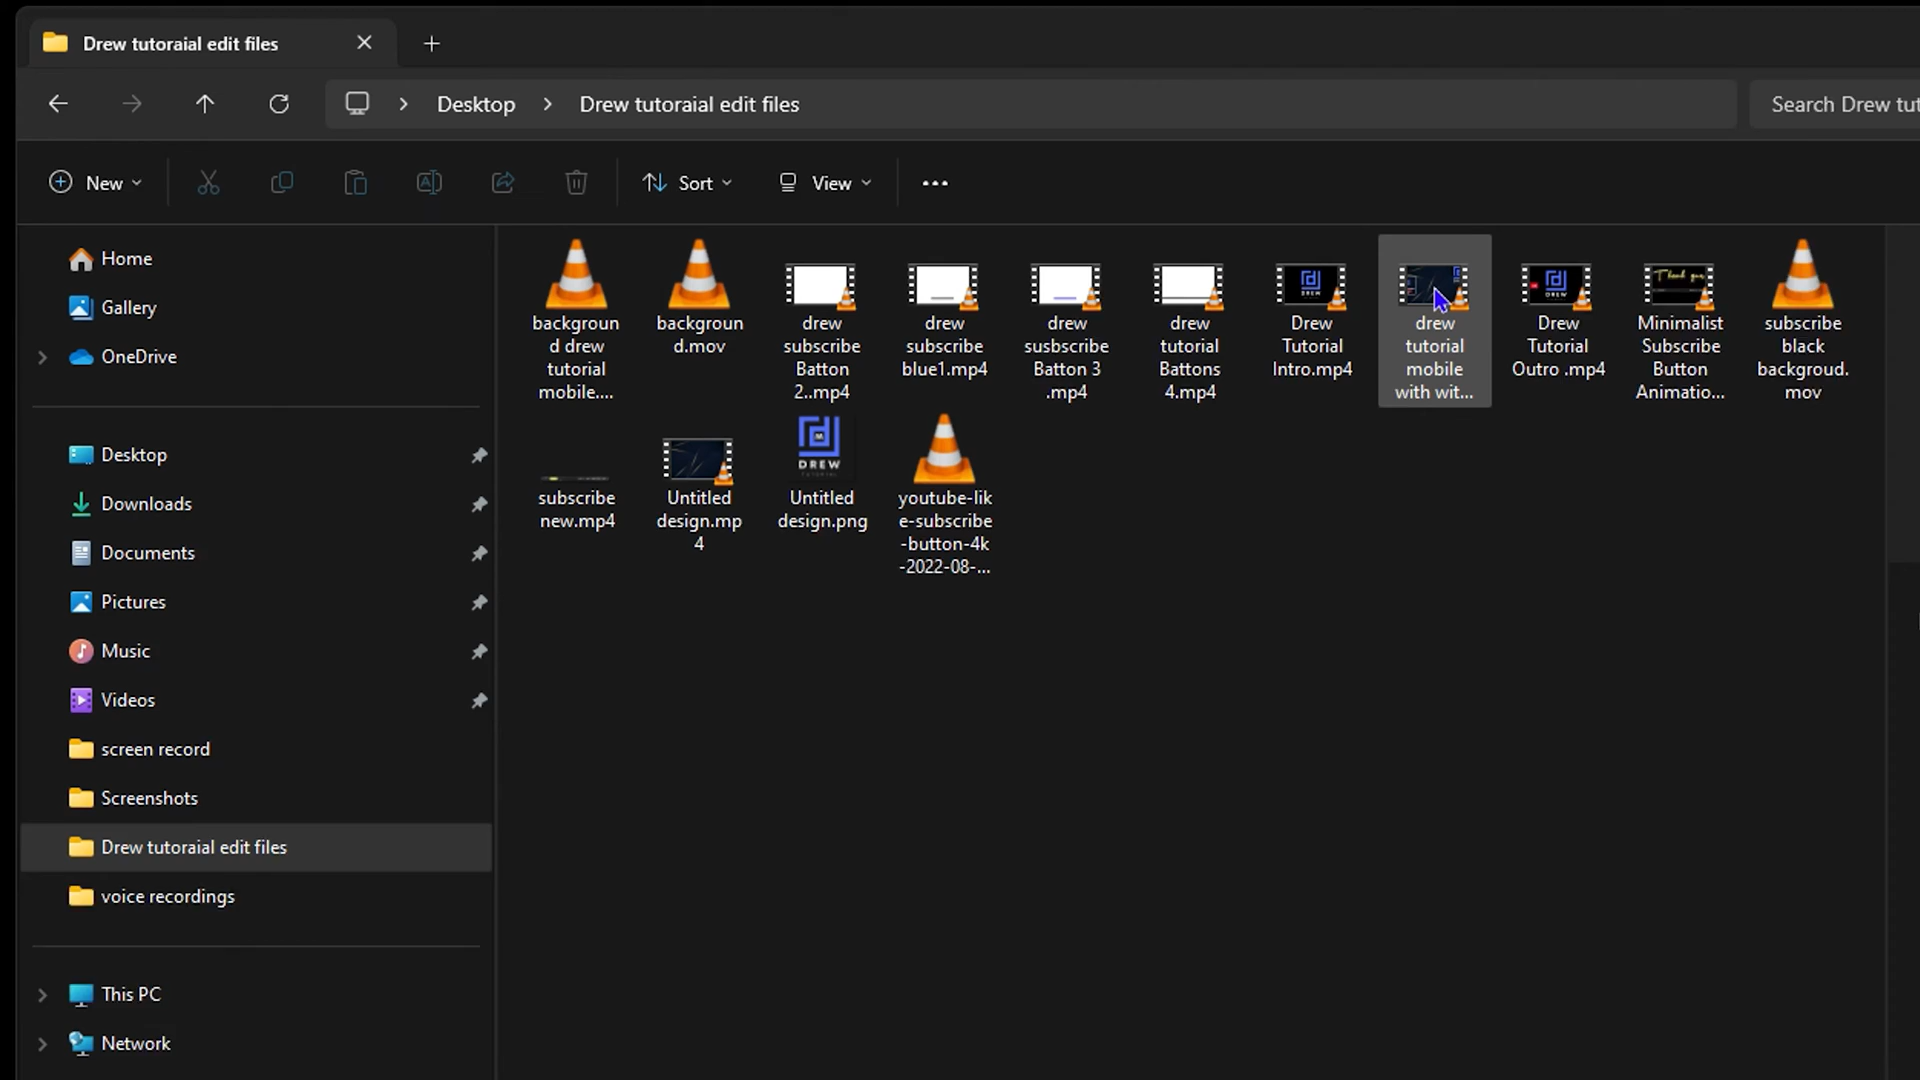 Drew tutoraial edit files
Desktop
Drew tutoraial edit files
Search Drew tut
New
Sort
View
Home
Gallery
OneDrive
Desktop
Downloads
Documents
Pictures
Music
Videos
screen record
Screenshots
Drew tutoraial edit files
voice recordings
This PC
Network
backgroun
d drew
tutorial
mobile....
backgroun
d.mov
drew
subscribe
Batton
2..mp4
drew
subscribe
blue1.mp4
drew
susbscribe
Batton 3
.mp4
drew
tutorial
Battons
4.mp4
DREW
Drew
Tutorial
Intro.mp4
drew
tutorial
mobile
with wit...
DREW
Drew
Tutorial
Outro .mp4
Thank you
Minimalist
Subscribe
Button
Animatio...
subscribe
black
backgroud.
mov
subscribe
new.mp4
Untitled
design.mp
4
DREW
TUTORIAL
Untitled
design.png
youtube-lik
e-subscribe
-button-4k
-2022-08-...